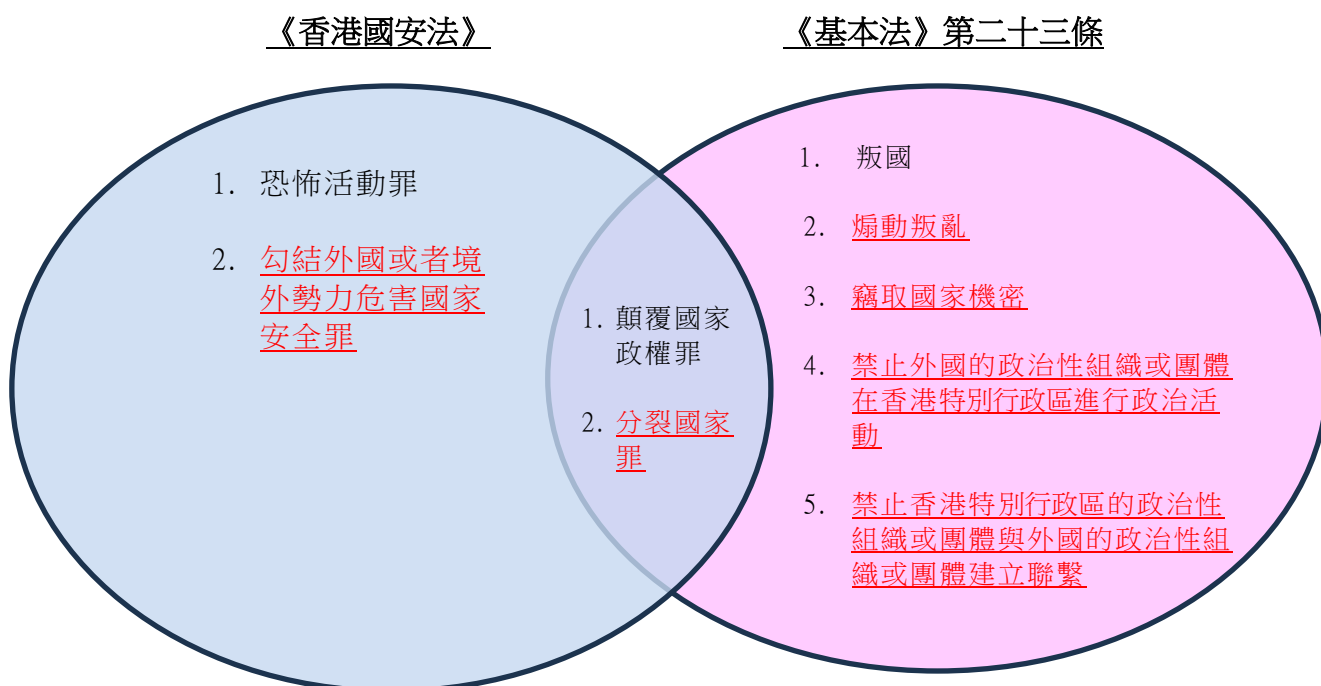 《香港國安法》
《基本法》第二十三條
1. 恐怖活動罪
2. 勾結外國或者境
外勢力危害國家
安全罪
1. 顛覆國家
政權罪
2. 分裂國家
罪
1. 叛國
2. 煽動叛亂
3. 竊取國家機密
4. 禁止外國的政治性組織或團體
在香港特別行政區進行政治活
動
5. 禁止香港特別行政區的政治性
組織或團體與外國的政治性組
織或團體建立聯繫